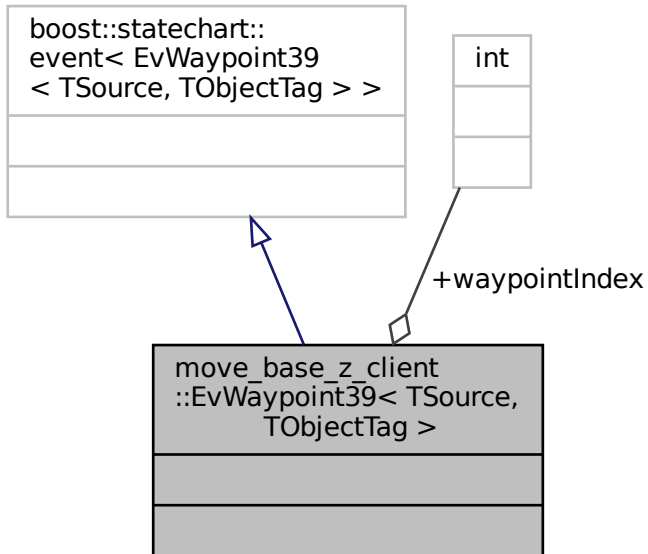 boost::statechart::
event< EvWaypoint39
< TSource, TObjectTag > >
int
+waypointIndex
move_base_z_client
::EvWaypoint39< TSource,
TObjectTag >